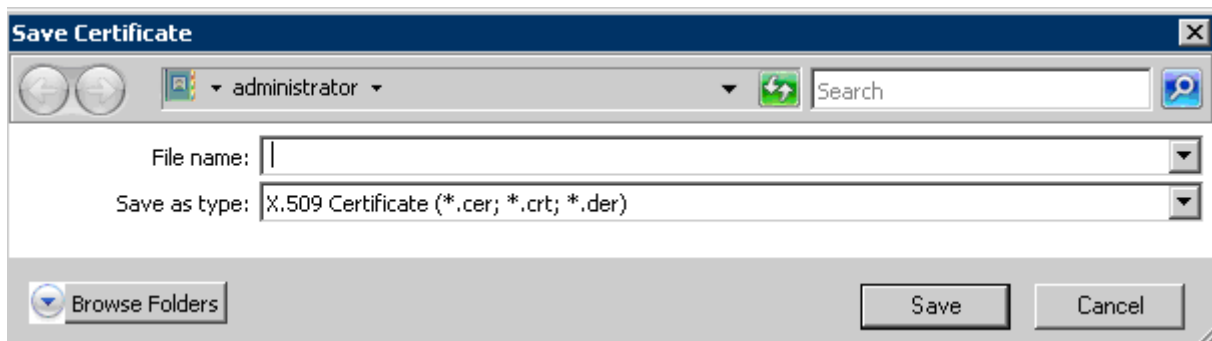 Save Certificate
administrator
Search
File name:
Save as type: X.509 Certificate (*.cer; *.crt; *.der)
Browse Folders
Save Cancel